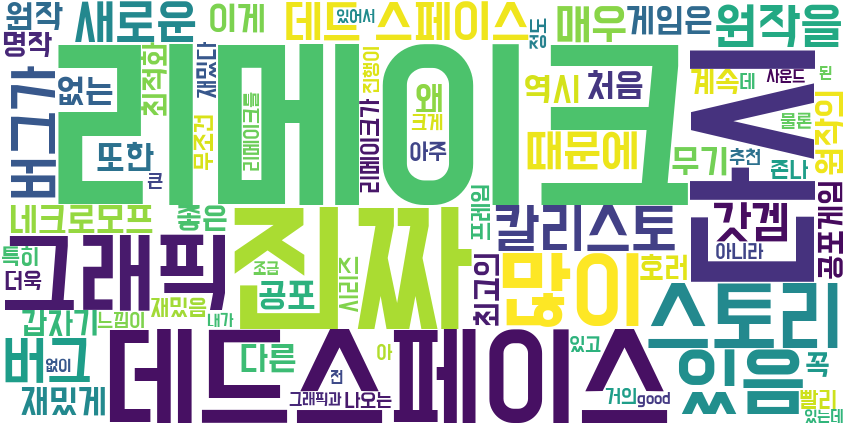 원작
명작
새로운
이게
데드 스페이스
있어서
정도
매우
게임은
원작을
리메이크
버그가
없는
최적화
재밌다
진행이
왜
크게
역시
처음
계속
데
사운드
된
또한
무조건
리메이크를
리메이크가
아주
때문에
무기
추천
물론
존나
원작인
큰
네크로모프
좋은
진짜
프레임
칼리스토
갓겜
아니라
공포게임
특히
더욱
그래픽
조금
공포
시리즈
최고의
많이
호러
스토리
갑자기
느낌이
재밌음
내가
버그
없이
재밌게
데드스페이스
다른
전
아
있고
있음
꼭
그래픽과
나오는
거의
good
빨리
있는데